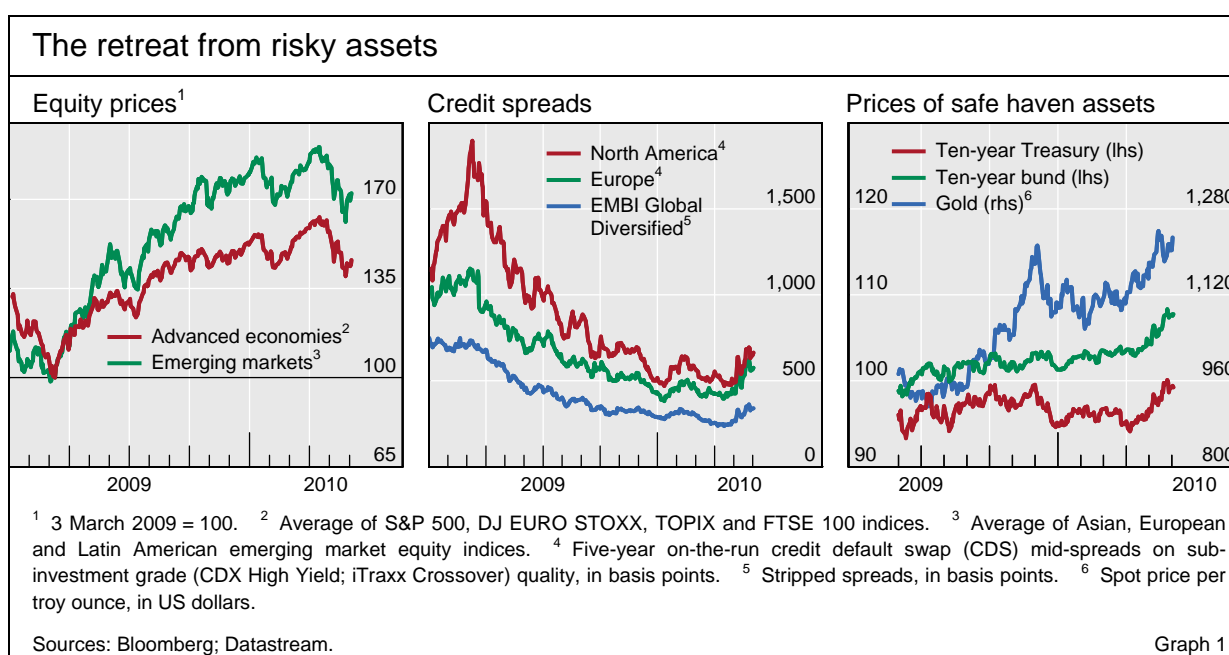 The retreat from risky assets
Equity prices¹
170
135
100
65
Advanced economies²
Emerging markets³
2009 2010
Credit spreads
North America⁴
Europe⁴
EMBI Global
Diversified⁵
1,500
1,000
500
0
2009 2010
Prices of safe haven assets
Ten-year Treasury (lhs)
Ten-year bund (lhs)
Gold (rhs)⁶
120 1,280
110 1,120
100 960
90 800
2009 2010
¹ 3 March 2009 = 100. ² Average of S&P 500, DJ EURO STOXX, TOPIX and FTSE 100 indices. ³ Average of Asian, European
and Latin American emerging market equity indices. ⁴ Five-year on-the-run credit default swap (CDS) mid-spreads on sub-
investment grade (CDX High Yield; iTraxx Crossover) quality, in basis points. ⁵ Stripped spreads, in basis points. ⁶ Spot price per
troy ounce, in US dollars.
Sources: Bloomberg; Datastream. Graph 1